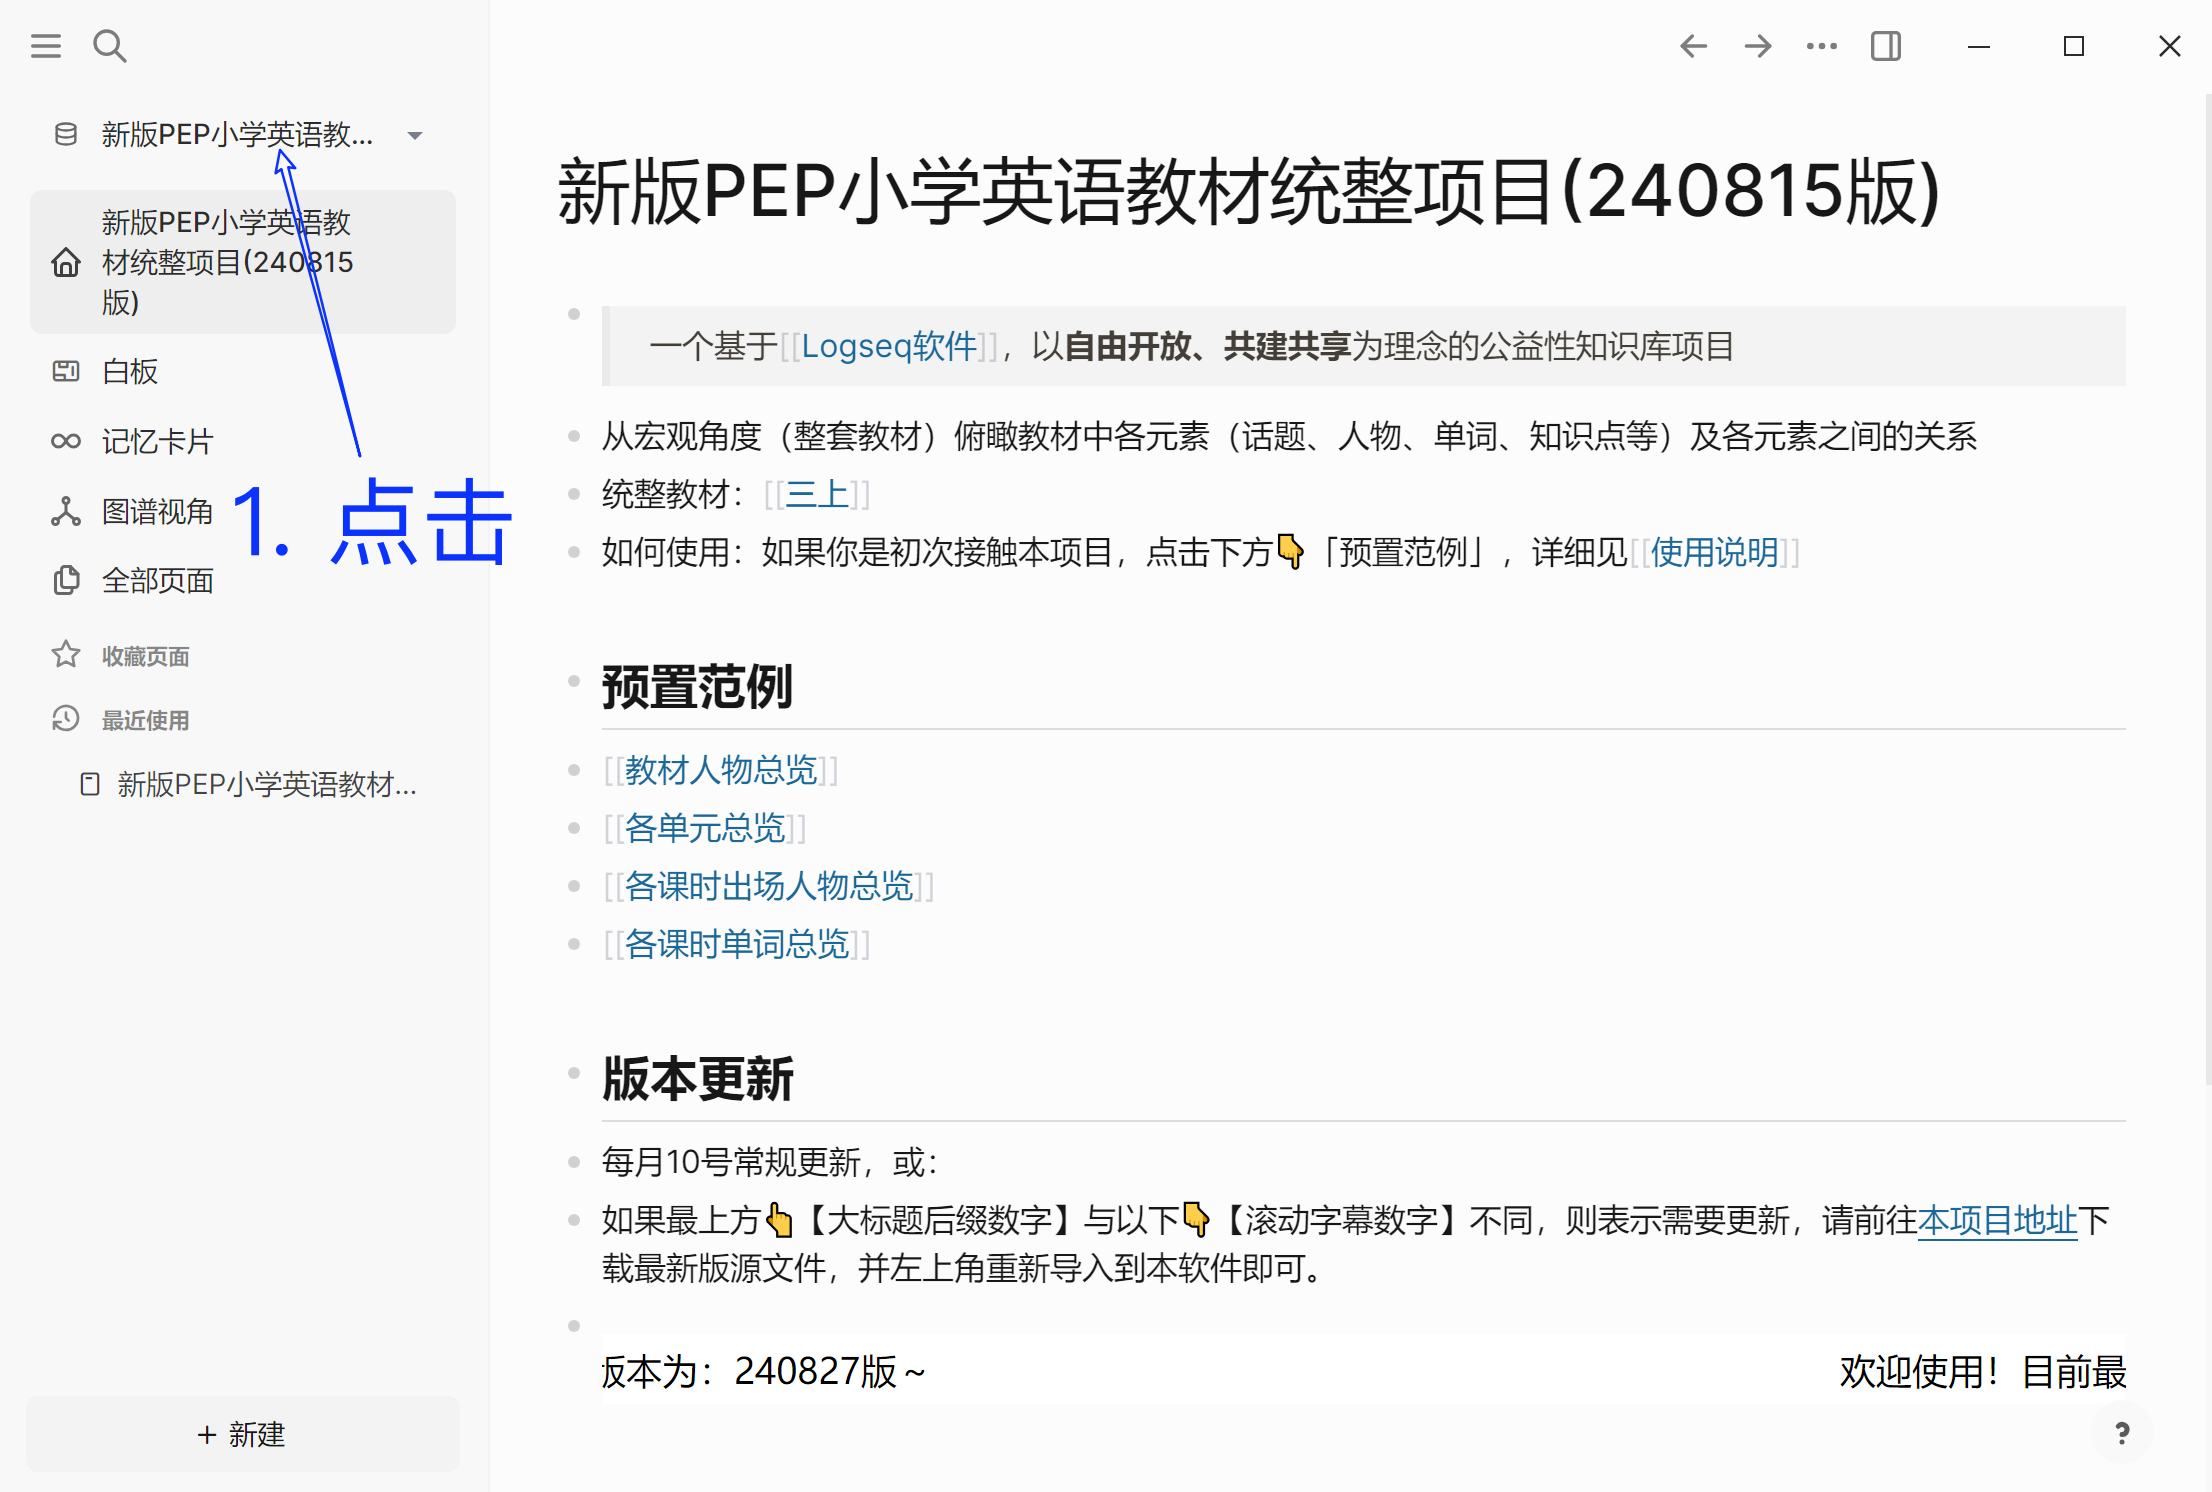 新版PEP小学英语教...
新版PEP小学英语教
材统整项目(240815
版)
白板
记忆卡片
图谱视角
全部页面
收藏页面
最近使用
新版PEP小学英语教材...
+ 新建
1. 点击
新版PEP小学英语教材统整项目(240815版)
一个基于[[Logseq软件]]，以自由开放、共建共享为理念的公益性知识库项目
从宏观角度（整套教材）俯瞰教材中各元素（话题、人物、单词、知识点等）及各元素之间的关系
统整教材：[[三上]]
如何使用：如果你是初次接触本项目，点击下方👇「预置范例」，详细见[[使用说明]]
预置范例
[[教材人物总览]]
[[各单元总览]]
[[各课时出场人物总览]]
[[各课时单词总览]]
版本更新
每月10号常规更新，或：
如果最上方👆【大标题后缀数字】与以下👇【滚动字幕数字】不同，则表示需要更新，请前往本项目地址下
载最新版源文件，并左上角重新导入到本软件即可。
版本为：240827版～ 欢迎使用！目前最
?